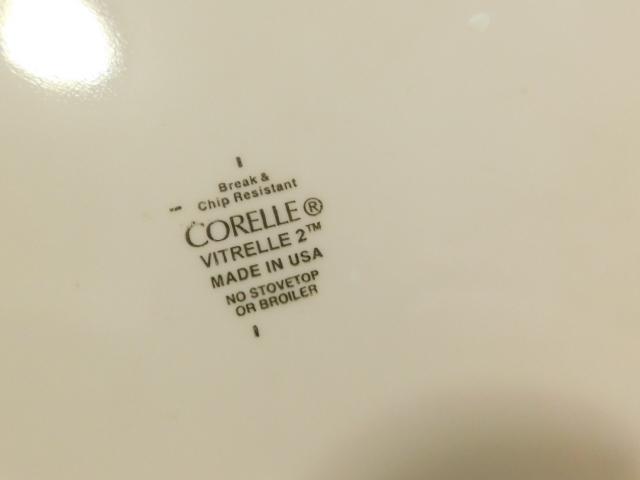 Break &
Chip Resistant
CORELLE®
VITRELLE 2™
MADE IN USA
NO STOVETOP
OR BROILER